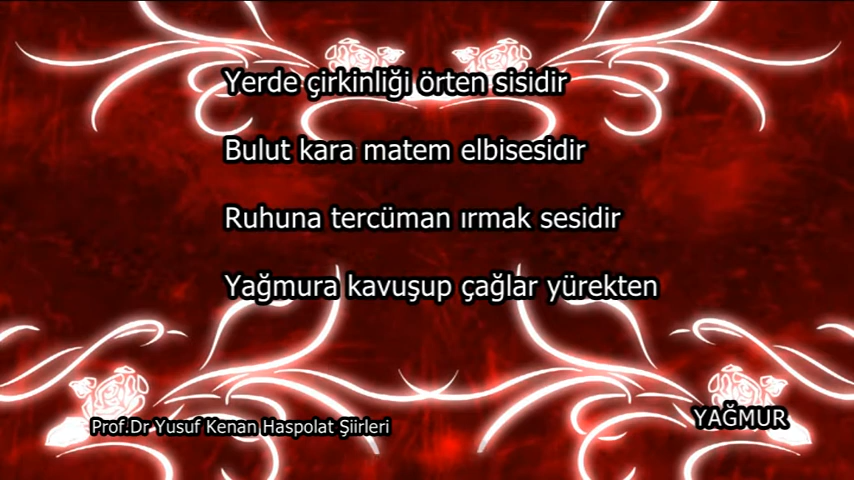 Yerde çirkinliği örten sisidir
Bulut kara matem elbisesidir
Ruhuna tercüman ırmak sesidir
Yağmura kavuşup çağlar yürekten
Prof.Dr Yusuf Kenan Haspolat Şiirleri
YAĞMUR